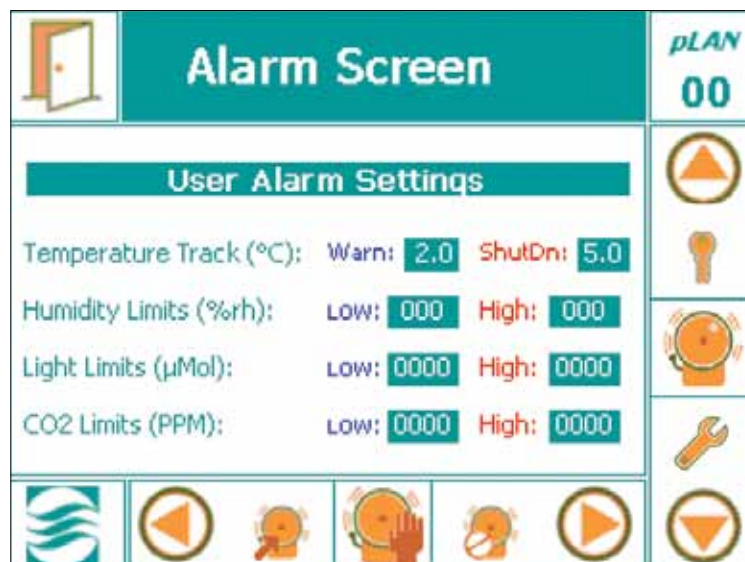 Alarm Screen
pLAN
00
User Alarm Settings
Temperature Track (°C): Warn: 2.0 ShutDn: 5.0
Humidity Limits (%rh): Low: 000 High: 000
Light Limits (µMol): Low: 0000 High: 0000
CO2 Limits (PPM): Low: 0000 High: 0000